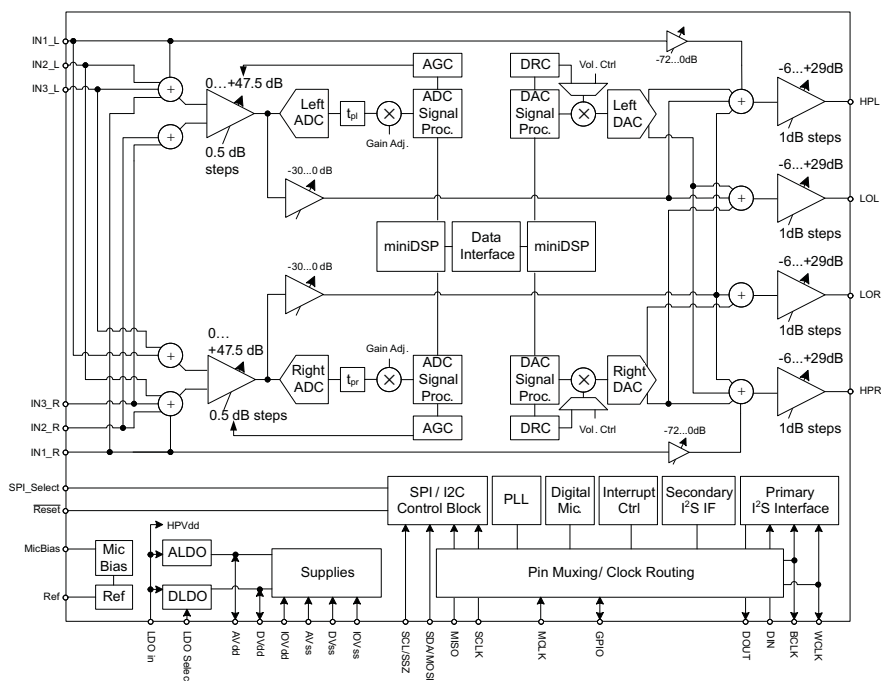 IN1_L
IN2_L
IN3_L
0…
+47.5 dB
0.5 dB
steps
Left
ADC
tpl
Gain Adj.
AGC
ADC
Signal
Proc.
DRC
Vol. Ctrl
DAC
Signal
Proc.
Left
DAC
-72...0dB
-6...+29dB
1dB steps
HPL
-30...0 dB
-6...+29dB
1dB steps
LOL
miniDSP
Data
Interface
miniDSP
-30...0 dB
-6...+29dB
1dB steps
LOR
0…
+47.5 dB
0.5 dB steps
Right
ADC
tpr
Gain Adj.
ADC
Signal
Proc.
AGC
DAC
Signal
Proc.
DRC
Vol. Ctrl
Right
DAC
-72...0dB
-6...+29dB
1dB steps
HPR
IN3_R
IN2_R
IN1_R
SPI_Select
Reset
SPI / I2C
Control Block
PLL
Digital
Mic.
Interrupt
Ctrl
Secondary
I²S IF
Primary
I²S Interface
HPVdd
MicBias
Mic
Bias
Ref
Ref
ALDO
DLDO
Supplies
Pin Muxing/ Clock Routing
LDO in
LDO Select
AVdd
DVdd
IOVdd
AVss
DVss
IOVss
SCL/SSZ
SDA/MOSI
MISO
SCLK
MCLK
GPIO
DOUT
DIN
BCLK
WCLK